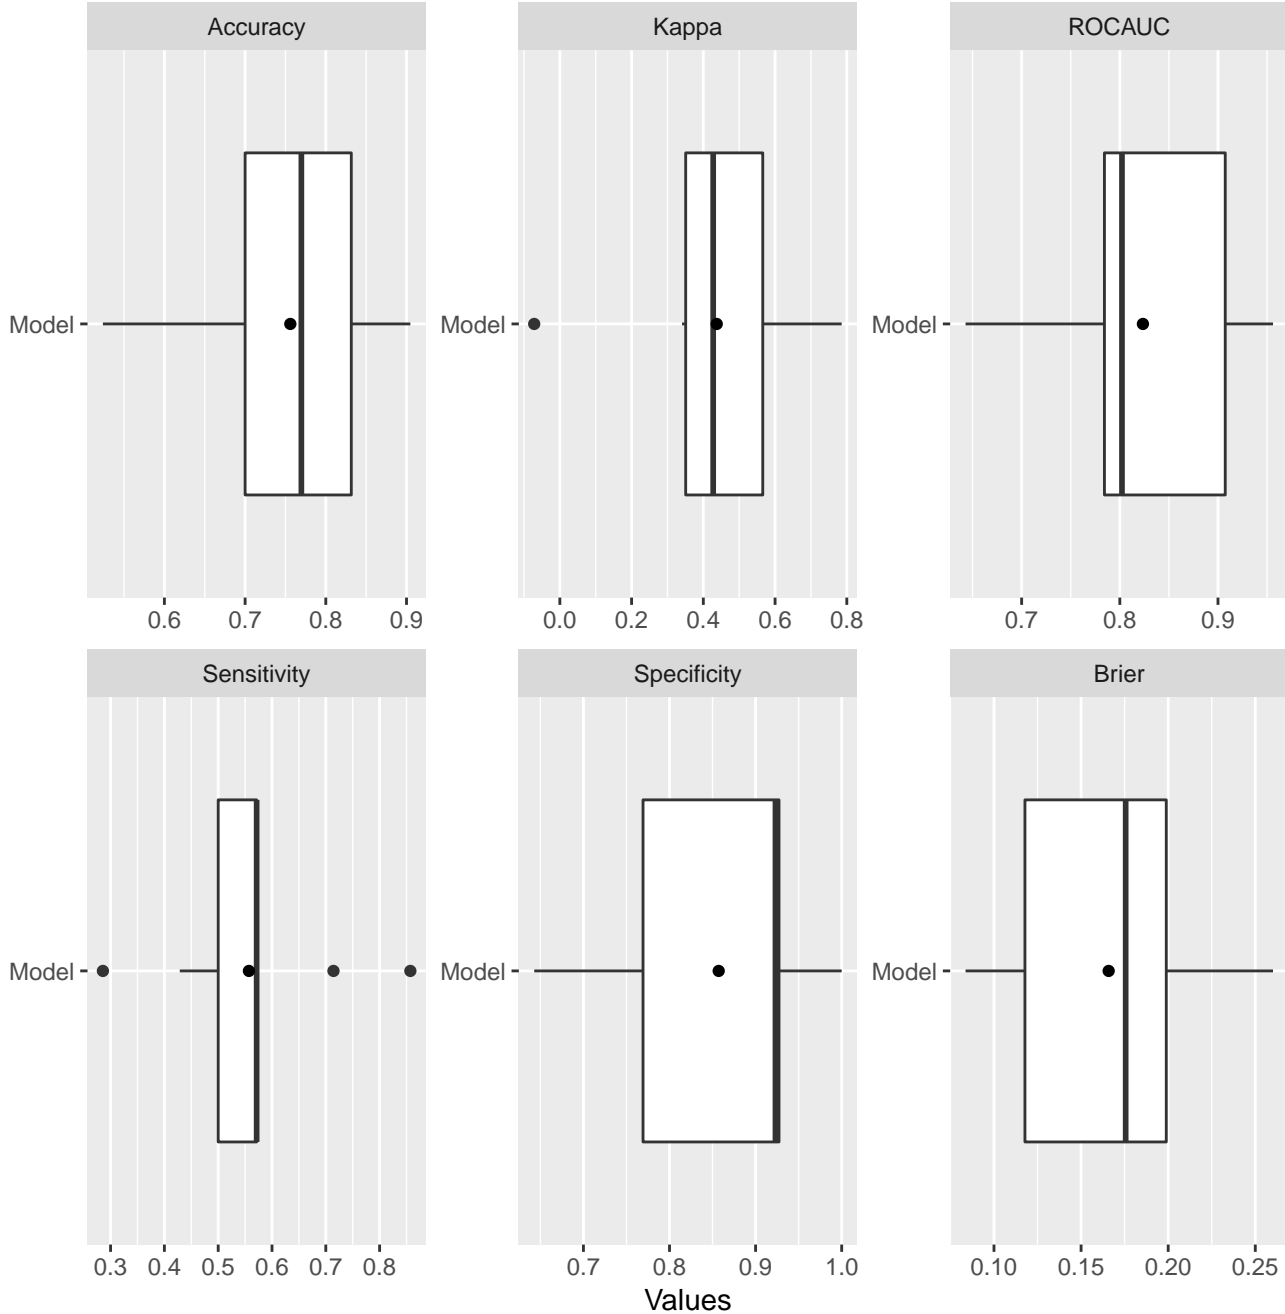 Accuracy Kappa ROCAUC
Model Model Model
0.6 0.7 0.8 0.9 0.0 0.2 0.4 0.6 0.8 0.7 0.8 0.9
Sensitivity Specificity Brier
Model Model Model
0.3 0.4 0.5 0.6 0.7 0.8 0.7 0.8 0.9 1.0 0.10 0.15 0.20 0.25
Values